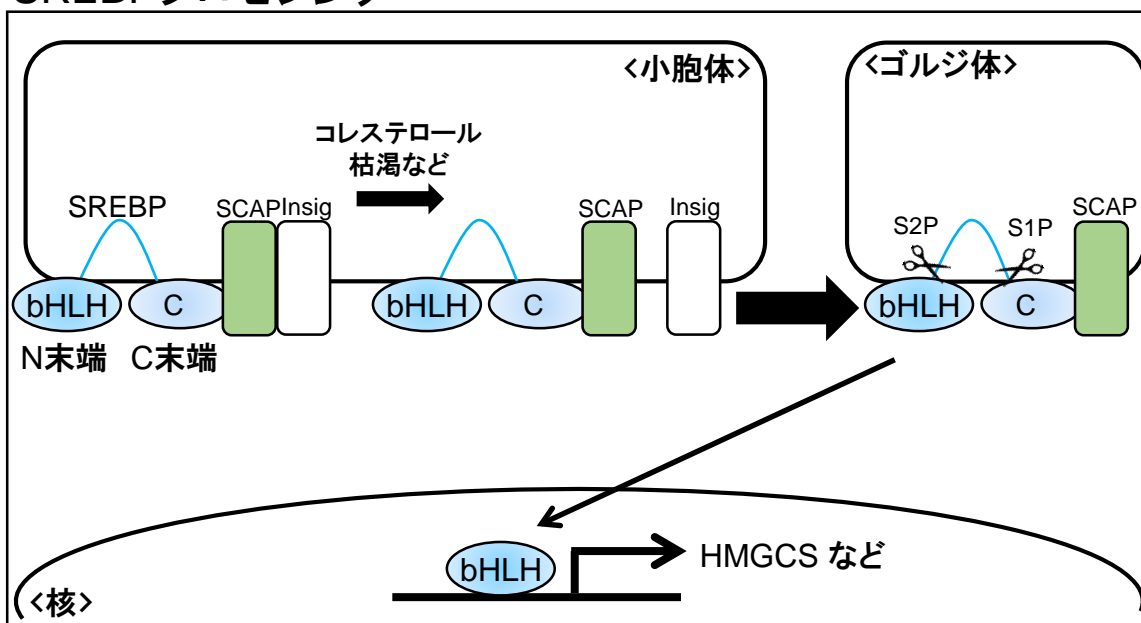 <小胞体>
<ゴルジ体>
コレステロール
枯渇など
SREBP
SCAP
Insig
SCAP
Insig
S2P
S1P
SCAP
bHLH
C
bHLH
C
bHLH
C
N末端
C末端
bHLH
HMGCS など
<核>